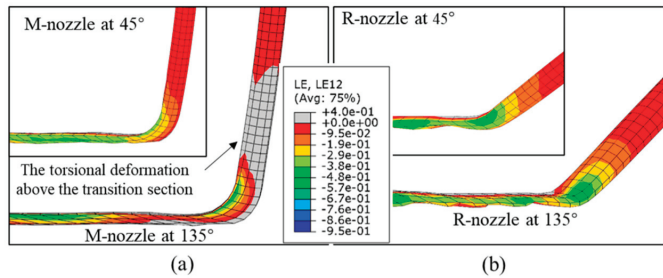 M-nozzle at 45°
The torsional deformation
above the transition section
M-nozzle at 135°
(a)
LE, LE12
(Avg: 75%)
+4.0e-01
+0.0e+00
-9.5e-02
-1.9e-01
-2.9e-01
-3.8e-01
-4.8e-01
-5.7e-01
-6.7e-01
-7.6e-01
-8.6e-01
-9.5e-01
R-nozzle at 45°
R-nozzle at 135°
(b)